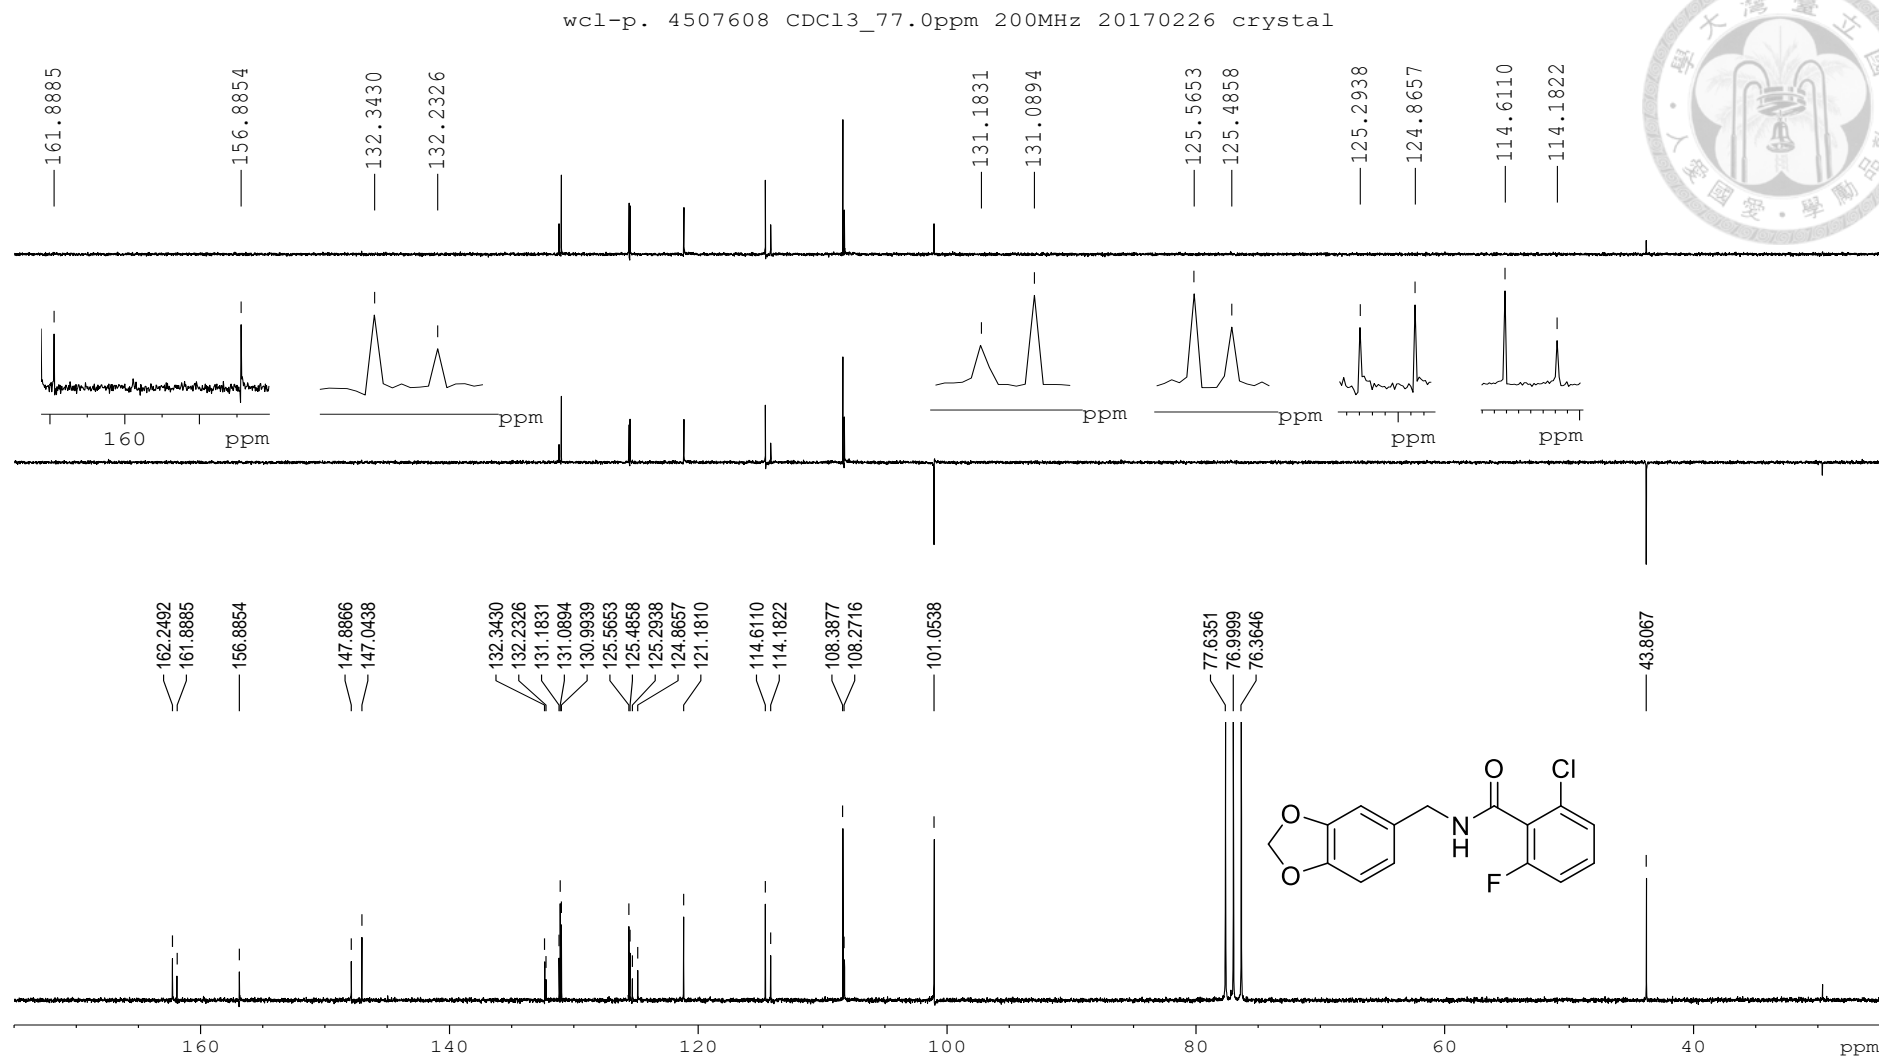 wcl-p. 4507608 CDCl3_77.0ppm 200MHz 20170226 crystal
161.8885
156.8854
132.3430
132.2326
131.1831
131.0894
125.5653
125.4858
125.2938
124.8657
114.6110
114.1822
160 ppm
ppm
ppm
ppm
ppm
ppm
162.2492
161.8885
156.8854
147.8866
147.0438
132.3430
132.2326
131.1831
131.0894
130.9939
125.5653
125.4858
125.2938
124.8657
121.1810
114.6110
114.1822
108.3877
108.2716
101.0538
77.6351
76.9999
76.3646
43.8067
O Cl
O
N
H
O
F
160 140 120 100 80 60 40 ppm